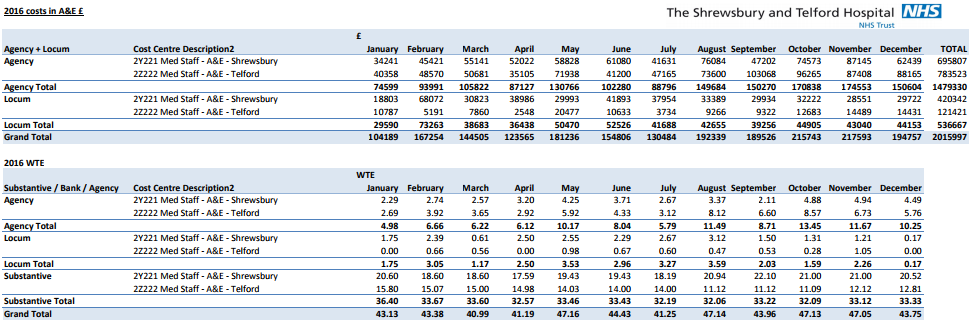 2016 costs in A&E £
The Shrewsbury and Telford Hospital NHS
NHS Trust
£
Agency + Locum Cost Centre Description2 January February March April May June July August September October November December TOTAL
Agency 2Y221 Med Staff - A&E - Shrewsbury 34241 45421 55141 52022 58828 61080 41631 76084 47202 74573 87145 62439 695807
2Z222 Med Staff - A&E - Telford 40358 48570 50681 35105 71938 41200 47165 73600 103068 96265 87408 88165 783523
Agency Total 74599 93991 105822 87127 130766 102280 88796 149684 150270 170838 174553 150604 1479330
Locum 2Y221 Med Staff - A&E - Shrewsbury 18803 68072 30823 38986 29993 41893 37954 33389 29934 32222 28551 29722 420342
2Z222 Med Staff - A&E - Telford 10787 5191 7860 2548 20477 10633 3734 9266 9322 12683 14489 14431 121421
Locum Total 29590 73263 38683 36438 50470 52526 41688 42655 39256 44905 43040 44153 536667
Grand Total 104189 167254 144505 123565 181236 154806 130484 192339 189526 215743 217593 194757 2015997
2016 WTE
WTE
Substantive / Bank / Agency Cost Centre Description2 January February March April May June July August September October November December
Agency 2Y221 Med Staff - A&E - Shrewsbury 2.29 2.74 2.57 3.20 4.25 3.71 2.67 3.37 2.11 4.88 4.94 4.49
2Z222 Med Staff - A&E - Telford 2.69 3.92 3.65 2.92 5.92 4.33 3.12 8.12 6.60 8.57 6.73 5.76
Agency Total 4.98 6.66 6.22 6.12 10.17 8.04 5.79 11.49 8.71 13.45 11.67 10.25
Locum 2Y221 Med Staff - A&E - Shrewsbury 1.75 2.39 0.61 2.50 2.55 2.29 2.67 3.12 1.50 1.31 1.21 0.17
2Z222 Med Staff - A&E - Telford 0.00 0.66 0.56 0.00 0.98 0.67 0.60 0.47 0.53 0.28 1.05 0.00
Locum Total 1.75 3.05 1.17 2.50 3.53 2.96 3.27 3.59 2.03 1.59 2.26 0.17
Substantive 2Y221 Med Staff - A&E - Shrewsbury 20.60 18.60 18.60 17.59 19.43 19.43 18.19 20.94 22.10 21.00 21.00 20.52
2Z222 Med Staff - A&E - Telford 15.80 15.07 15.00 14.98 14.03 14.00 14.00 11.12 11.12 11.09 12.12 12.81
Substantive Total 36.40 33.67 33.60 32.57 33.46 33.43 32.19 32.06 33.22 32.09 33.12 33.33
Grand Total 43.13 43.38 40.99 41.19 47.16 44.43 41.25 47.14 43.96 47.13 47.05 43.75